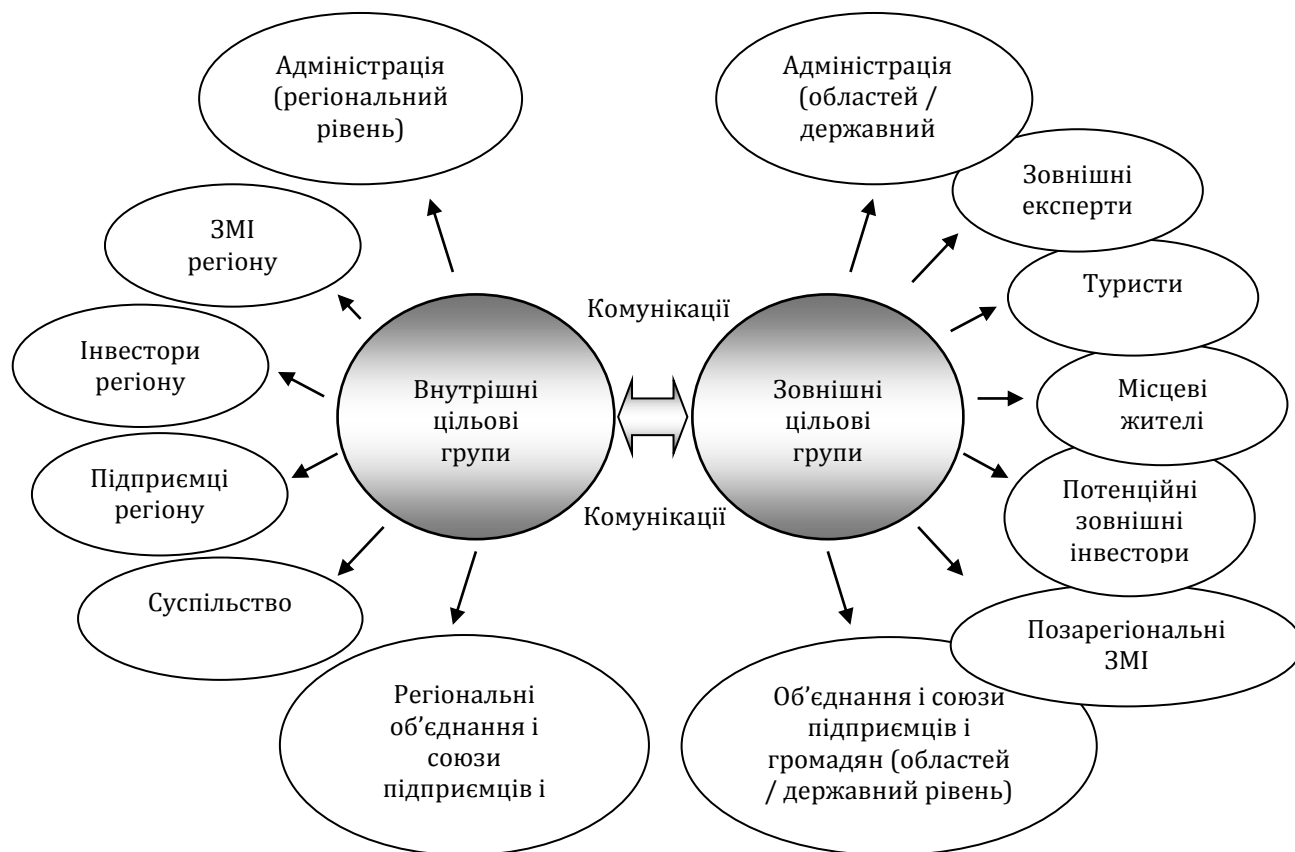 Адміністрація
(регіональний
рівень)
Адміністрація
(областей /
державний
Зовнішні
експерти
ЗМІ
регіону
Туристи
Комунікації
Інвестори
регіону
Внутрішні
цільові
групи
Зовнішні
цільові
групи
Місцеві
жителі
Підприємці
регіону
Потенційні
зовнішні
інвестори
Комунікації
Суспільство
Позарегіональні
ЗМІ
Регіональні
об’єднання і
союзи
підприємців і
Об’єднання і союзи
підприємців і
громадян (областей
/ державний рівень)